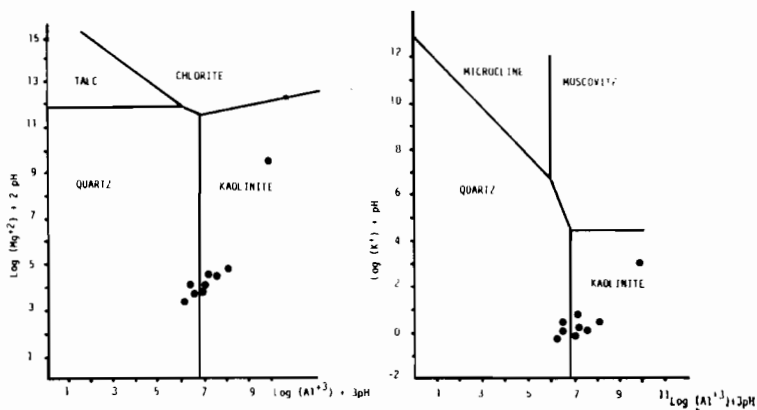 15
13
11
9
7
5
3
1
Log (Mg+2) + 2 pH
TALC
CHLORITE
QUARTZ
KAOLINITE
1 3 5 7 9 Log (Al+3) + 3pH
12
10
8
6
4
2
0
-2
Log (K+) + pH
MICROCLINE
MUSCOVITE
QUARTZ
KAOLINITE
1 3 5 7 9 11 Log (Al+3)+3pH